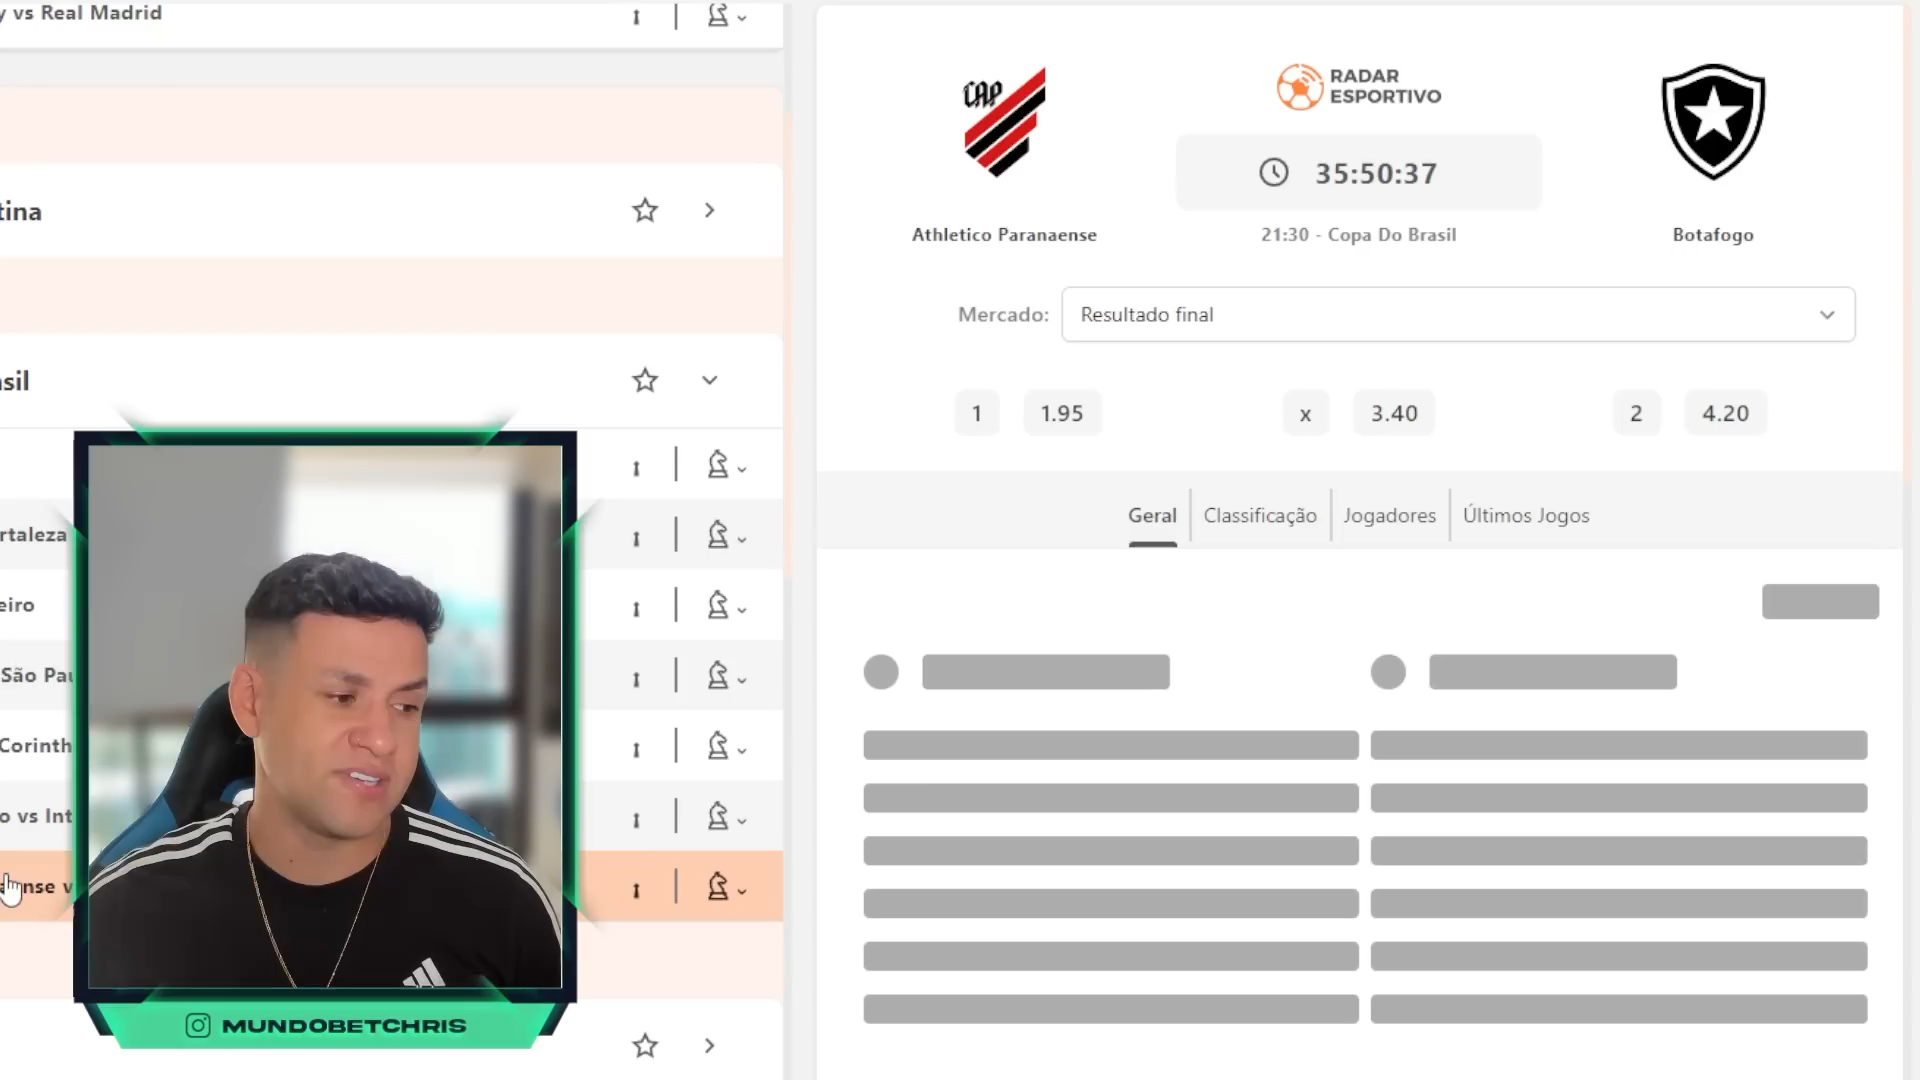 y vs Real Madrid
tina
sil
rtaleza
eiro
São Pau
Corinth
o vs Int
nse v
MUNDOBETCHRIS
CAP
RADAR
ESPORTIVO
35:50:37
Athletico Paranaense
21:30 - Copa Do Brasil
Botafogo
Mercado:
Resultado final
1
1.95
x
3.40
2
4.20
Geral
Classificação
Jogadores
Últimos Jogos